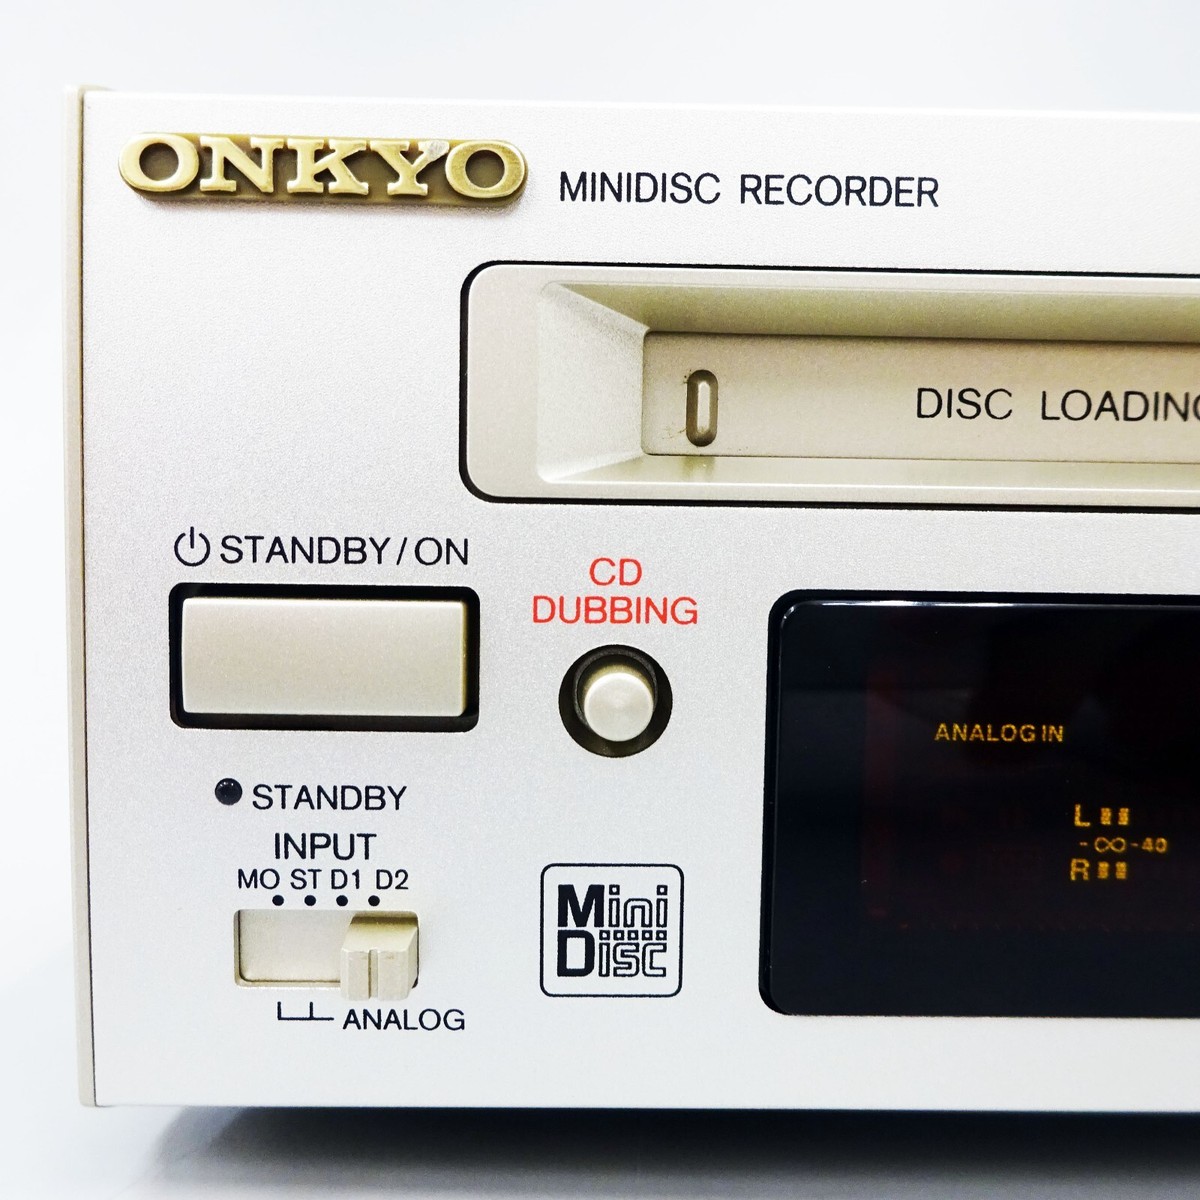 ONKYO MINIDISC RECORDER
DISC LOADING
STANDBY/ON
CD
DUBBING
STANDBY
INPUT
MO ST D1 D2
ANALOG
Mini
Disc
ANALOG IN
L
-∞-40
R